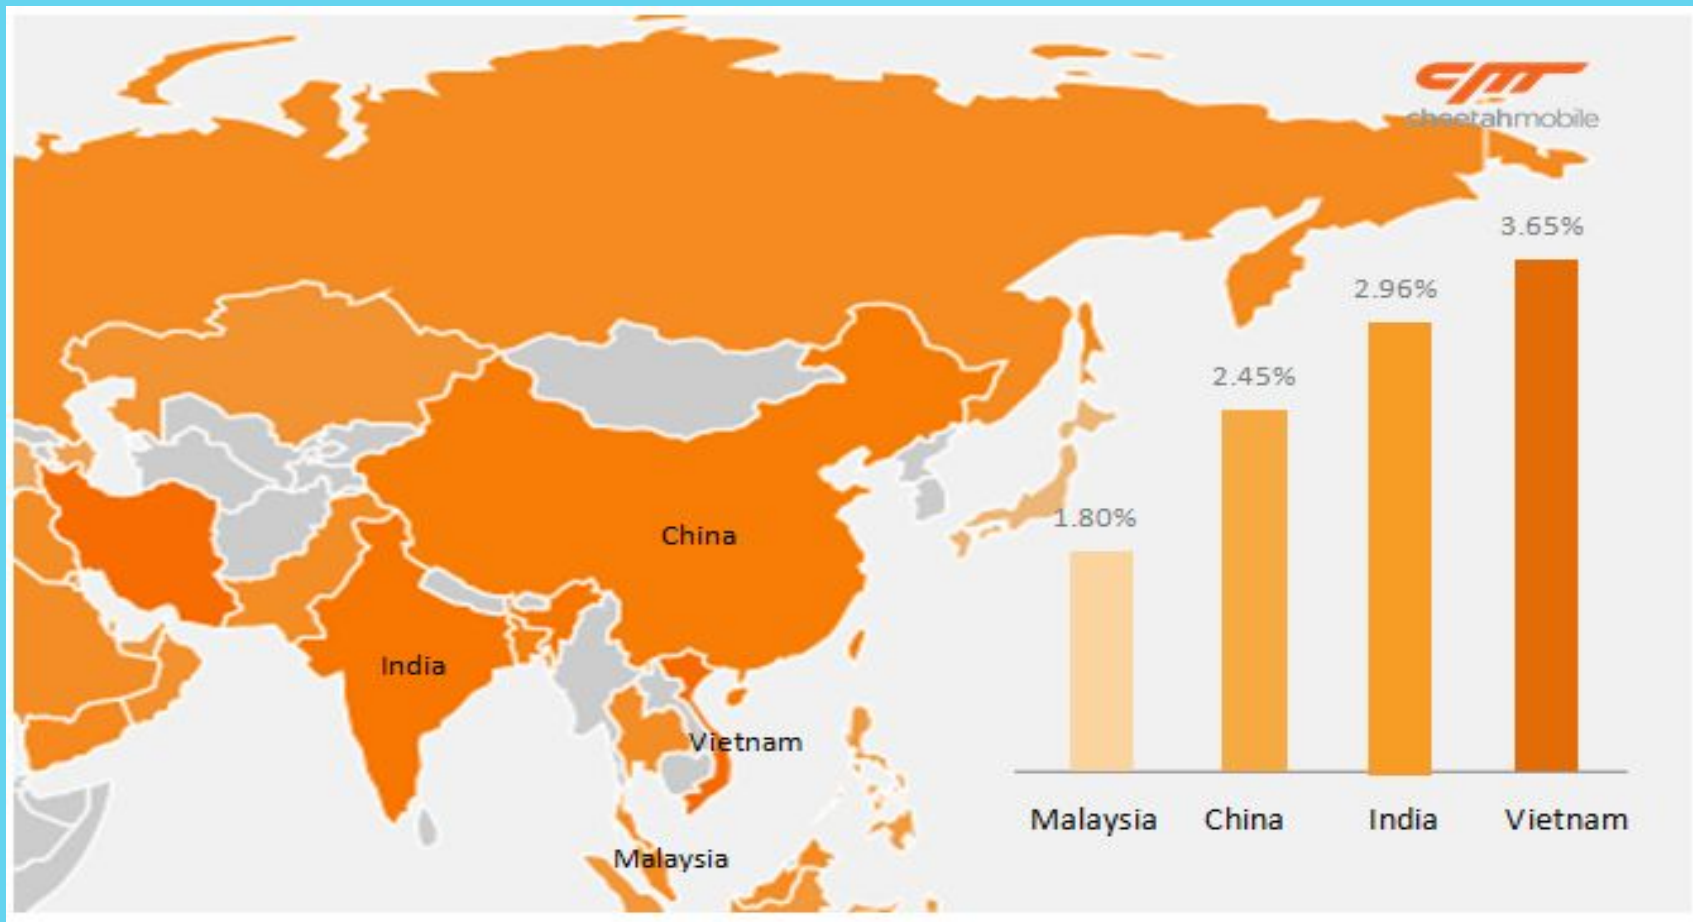 cheetahmobile
3.65%
2.96%
2.45%
1.80%
China
India
Vietnam
Malaysia
Malaysia China India Vietnam